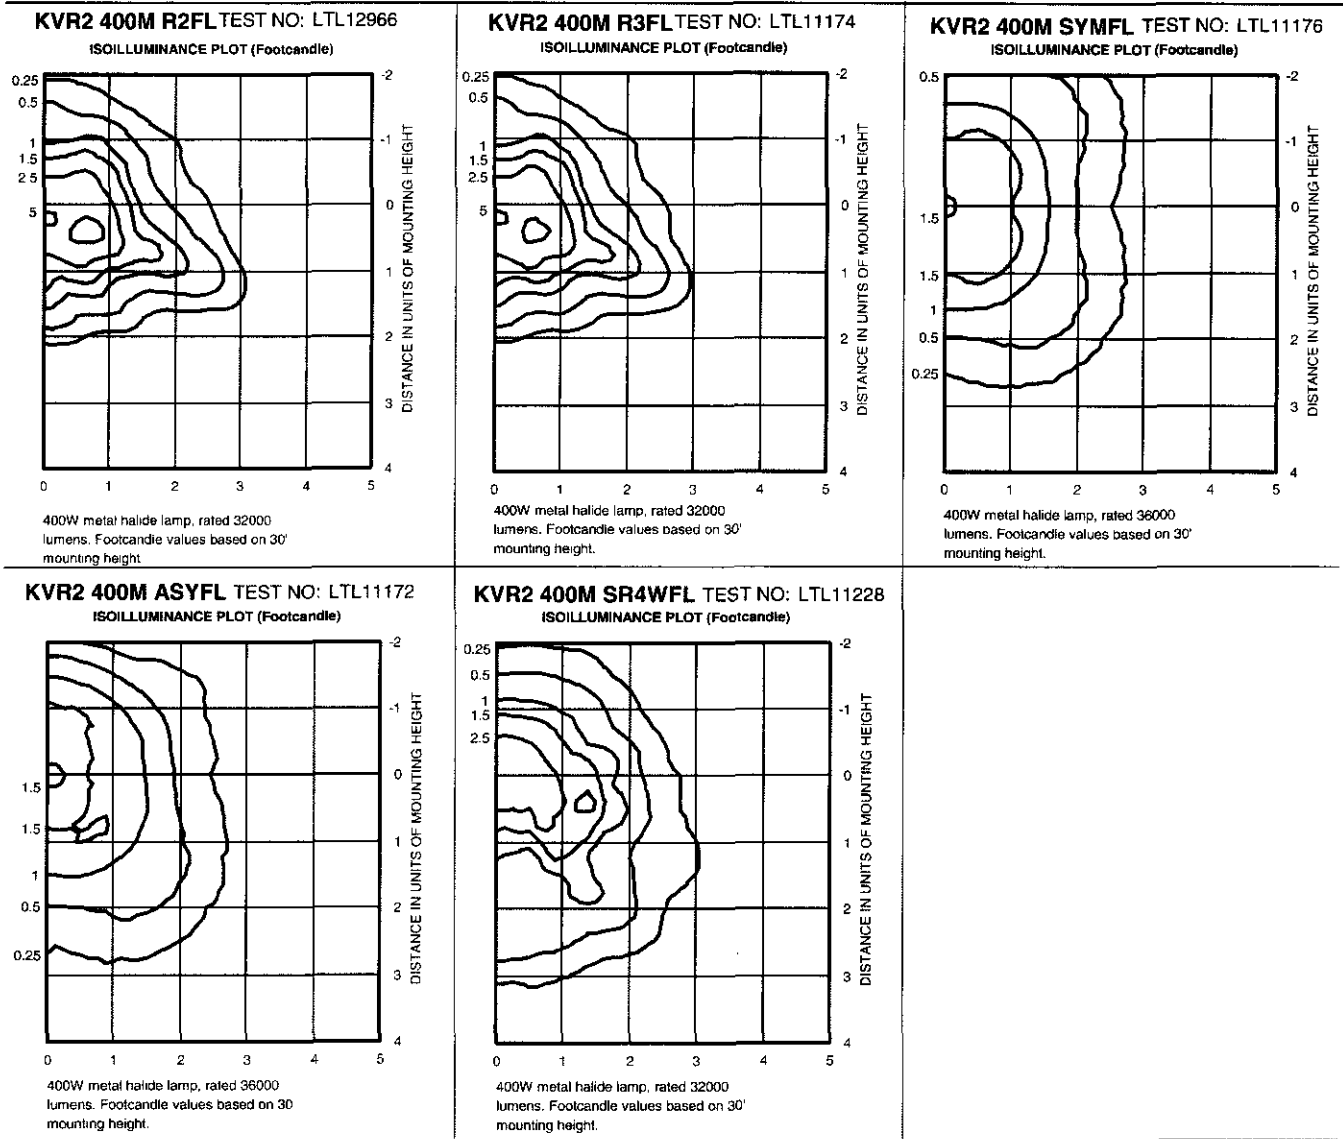 KVR2 400M R2FL TEST NO: LTL12966
ISOILLUMINANCE PLOT (Footcandle)
0.25
0.5
1
1.5
2 5
5
-2
-1
0
1
2
3
4
DISTANCE IN UNITS OF MOUNTING HEIGHT
0 1 2 3 4 5
400W metal halide lamp, rated 32000
lumens. Footcandle values based on 30'
mounting height
KVR2 400M R3FL TEST NO: LTL11174
ISOILLUMINANCE PLOT (Footcandle)
0.25
0.5
1
1.5
2.5
5
-2
-1
0
1
2
3
4
DISTANCE IN UNITS OF MOUNTING HEIGHT
0 1 2 3 4 5
400W metal halide lamp, rated 32000
lumens. Footcandle values based on 30'
mounting height.
KVR2 400M SYMFL TEST NO: LTL11176
ISOILLUMINANCE PLOT (Footcandle)
0.5
1.5
1.5
1
0.5
0.25
-2
-1
0
1
2
3
4
DISTANCE IN UNITS OF MOUNTING HEIGHT
0 1 2 3 4 5
400W metal halide lamp, rated 36000
lumens. Footcandle values based on 30'
mounting height.
KVR2 400M ASYFL TEST NO: LTL11172
ISOILLUMINANCE PLOT (Footcandle)
1.5
1.5
1
0.5
0.25
-2
-1
0
1
2
3
4
DISTANCE IN UNITS OF MOUNTING HEIGHT
0 1 2 3 4 5
400W metal halide lamp, rated 36000
lumens. Footcandle values based on 30
mounting height.
KVR2 400M SR4WFL TEST NO: LTL11228
ISOILLUMINANCE PLOT (Footcandle)
0.25
0.5
1
1.5
2.5
-2
-1
0
1
2
3
4
DISTANCE IN UNITS OF MOUNTING HEIGHT
0 1 2 3 4 5
400W metal halide lamp, rated 32000
lumens. Footcandle values based on 30'
mounting height.